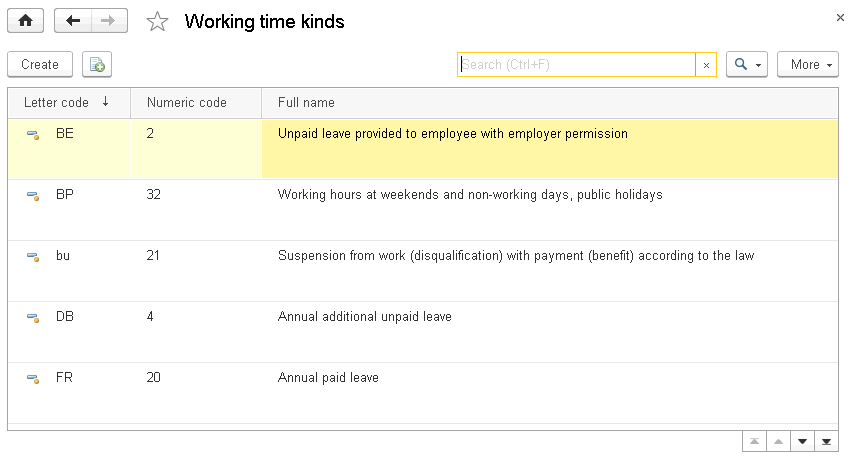 Working time kinds
Create
Search (Ctrl+F)
×
More
Letter code ↓ Numeric code Full name
BE 2 Unpaid leave provided to employee with employer permission
BP 32 Working hours at weekends and non-working days, public holidays
bu 21 Suspension from work (disqualification) with payment (benefit) according to the law
DB 4 Annual additional unpaid leave
FR 20 Annual paid leave